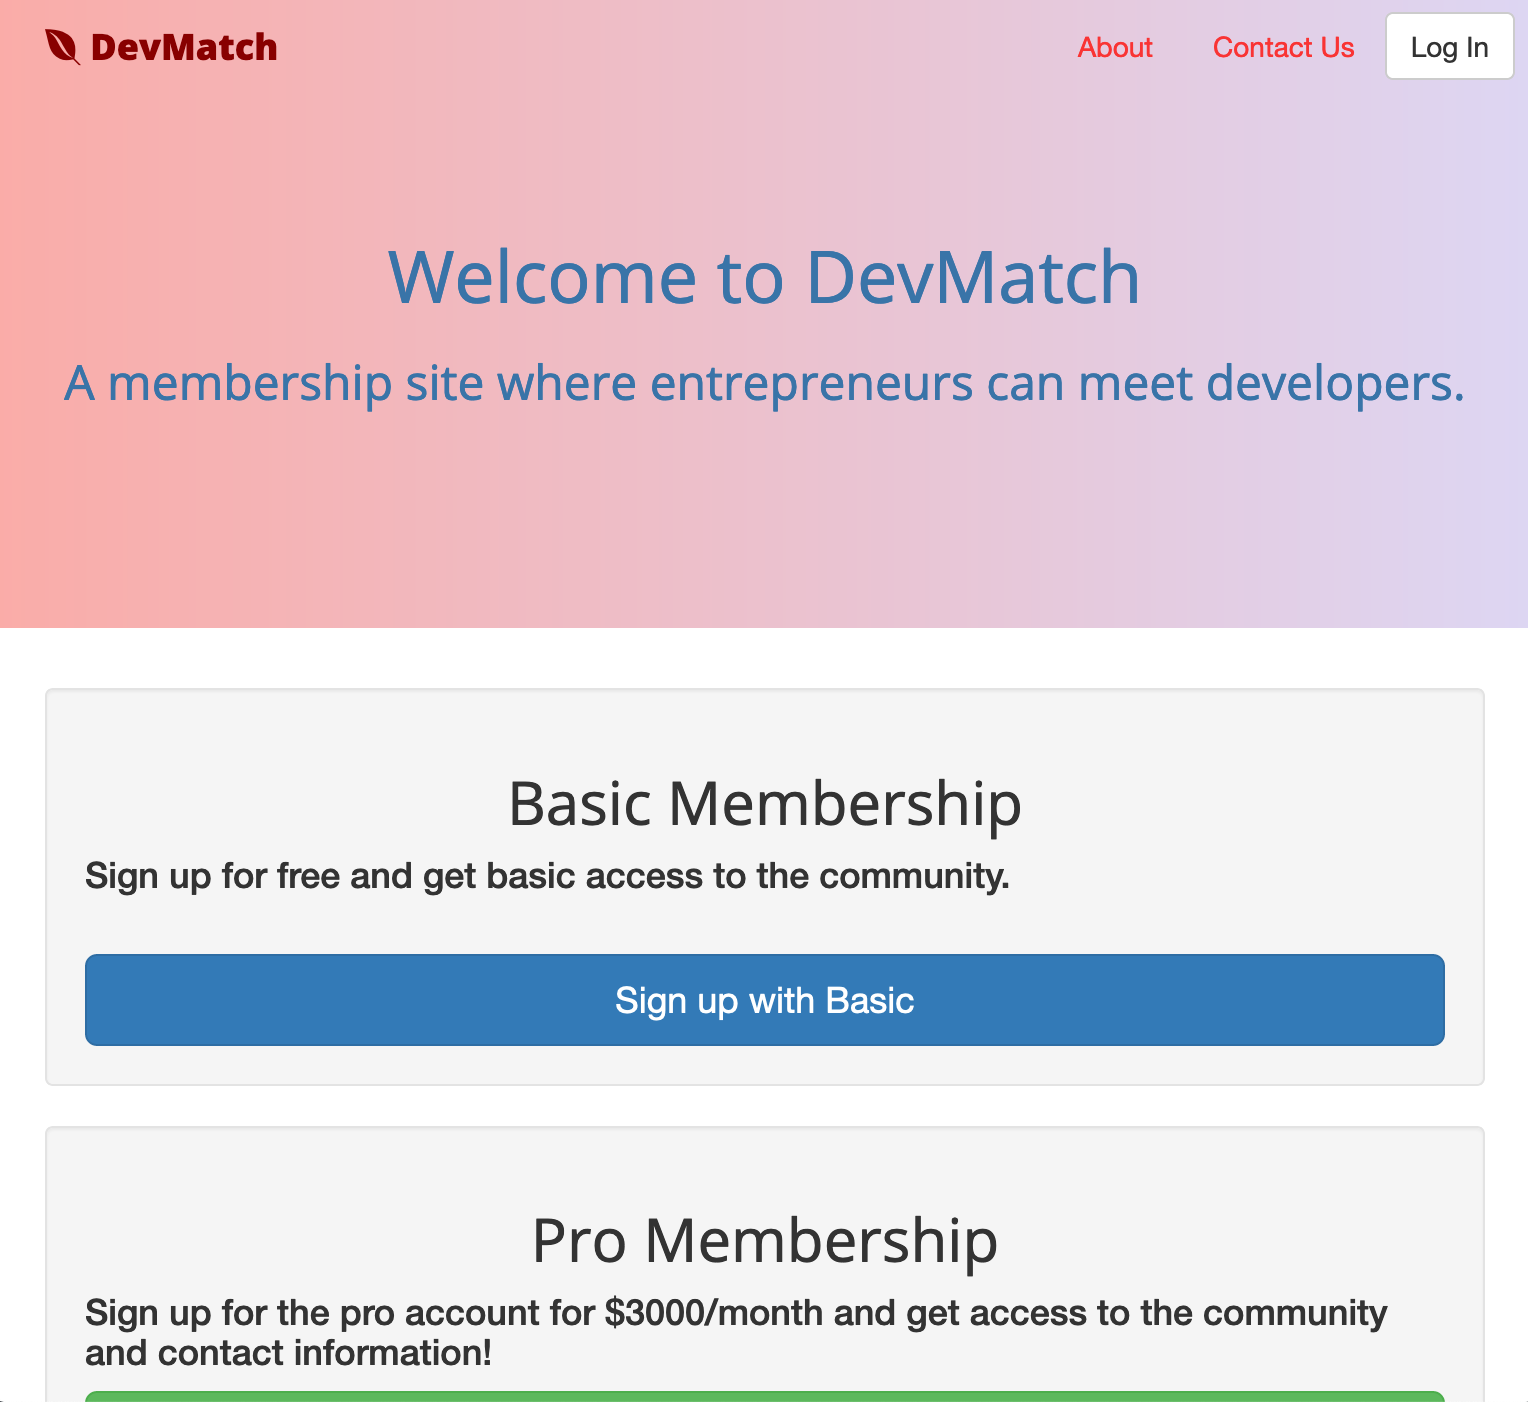 DevMatch
About
Contact Us
Log In
Welcome to DevMatch
A membership site where entrepreneurs can meet developers.
Basic Membership
Sign up for free and get basic access to the community.
Sign up with Basic
Pro Membership
Sign up for the pro account for $3000/month and get access to the community
and contact information!